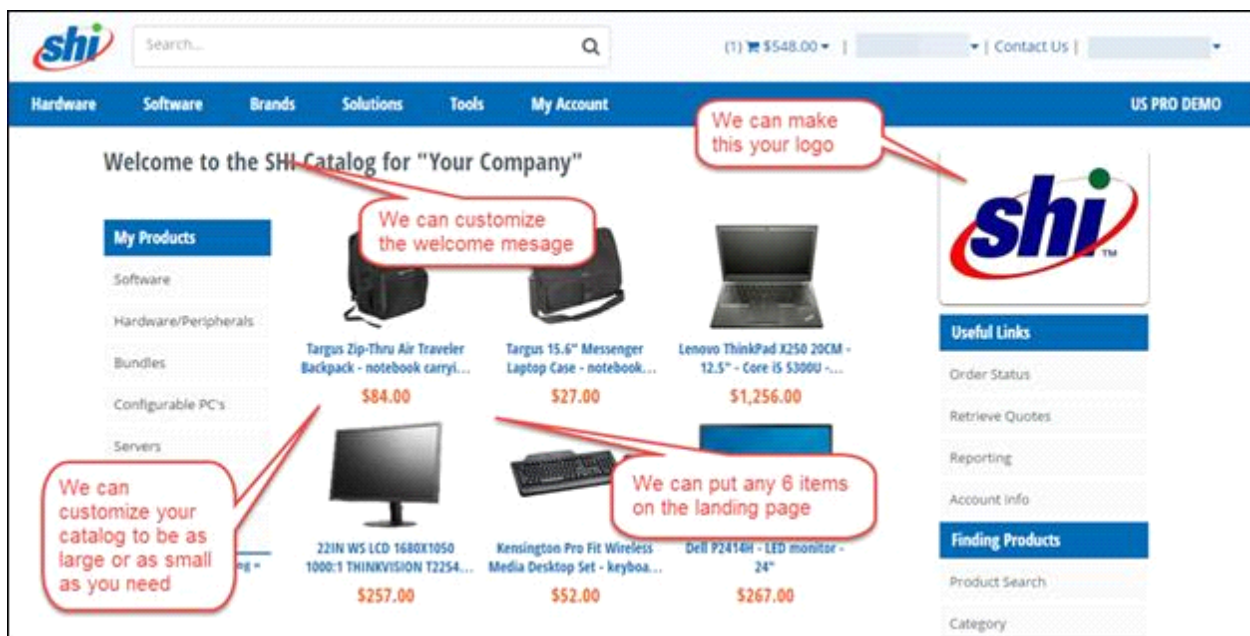 shi
Search...
(1) $548.00
| Contact Us |
Hardware Software Brands Solutions Tools My Account US PRO DEMO
We can make
this your logo
Welcome to the SHI Catalog for "Your Company"
We can customize
the welcome mesage
shi
TM
My Products
Software
Hardware/Peripherals
Bundles
Configurable PC's
Servers
Targus Zip-Thru Air Traveler
Backpack - notebook carryi...
$84.00
Targus 15.6" Messenger
Laptop Case - notebook...
$27.00
Lenovo ThinkPad X250 20CM -
12.5" - Core i5 5300U -...
$1,256.00
We can
customize your
catalog to be as
large or as small
as you need
We can put any 6 items
on the landing page
22IN WS LCD 1680X1050
1000:1 THINKVISION T2254...
$257.00
Kensington Pro Fit Wireless
Media Desktop Set - keyboa...
$52.00
Dell P2414H - LED monitor -
24"
$267.00
Useful Links
Order Status
Retrieve Quotes
Reporting
Account Info
Finding Products
Product Search
Category